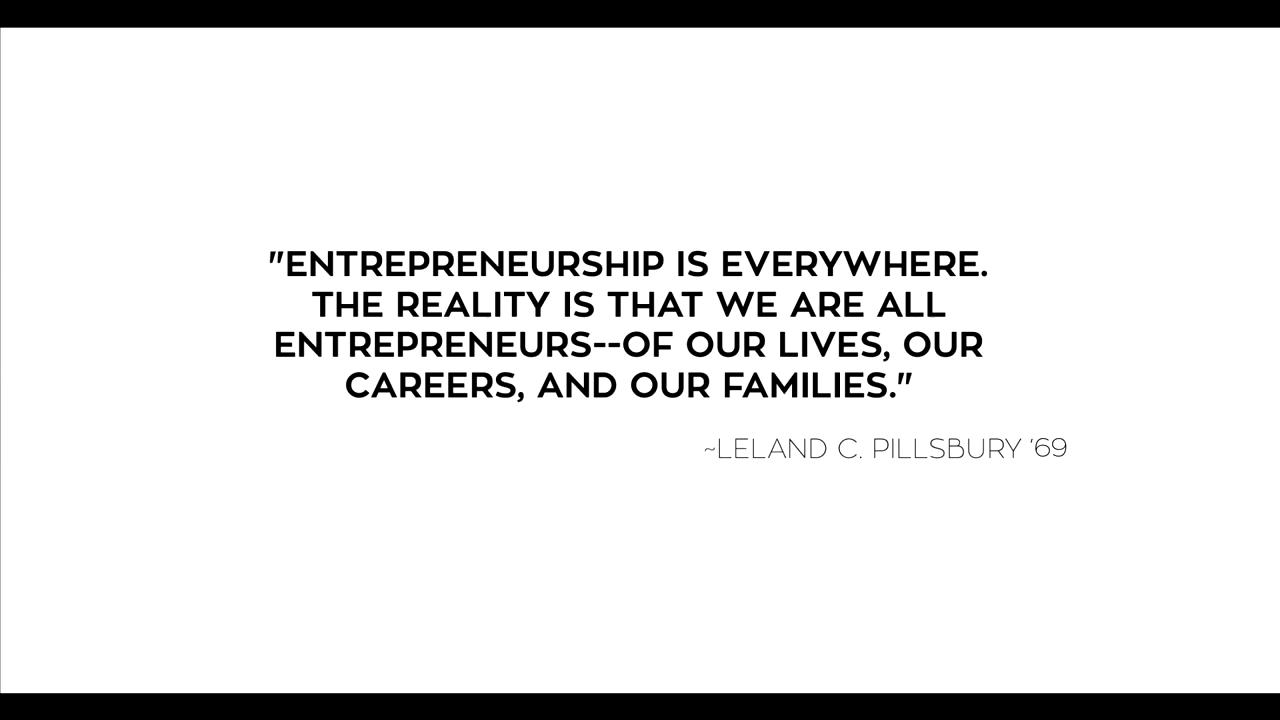 "ENTREPRENEURSHIP IS EVERYWHERE.
THE REALITY IS THAT WE ARE ALL
ENTREPRENEURS--OF OUR LIVES, OUR
CAREERS, AND OUR FAMILIES."
~LELAND C. PILLSBURY '69